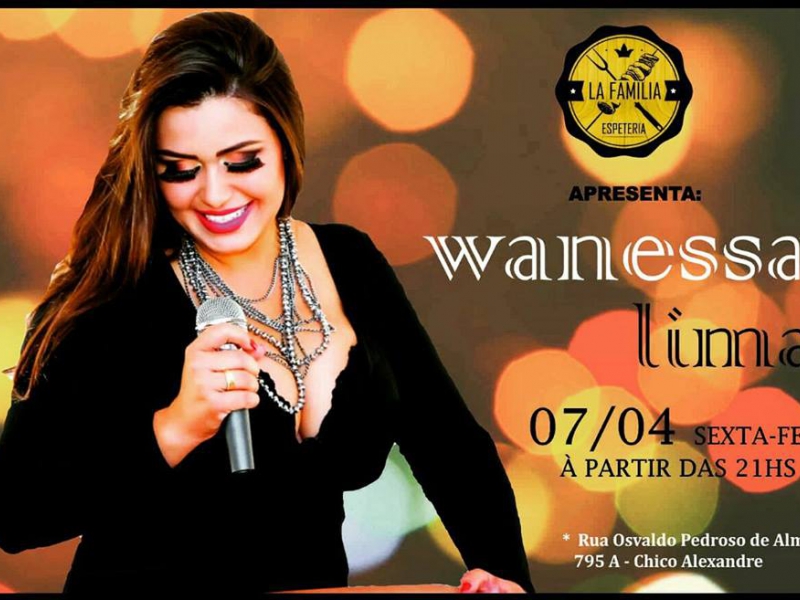 LA FAMILIA
ESPETERIA
APRESENTA:
wanessa
lima
07/04 SEXTA-FE
À PARTIR DAS 21HS
* Rua Osvaldo Pedroso de Alm
795 A - Chico Alexandre